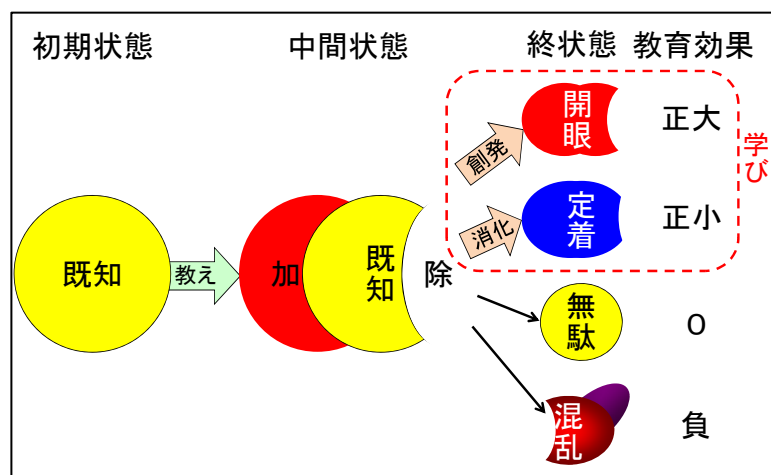 初期状態
中間状態
終状態
教育効果
既知
教え
加
既知
除
創発
消化
開眼
正大
定着
正小
学び
無駄
0
混乱
負